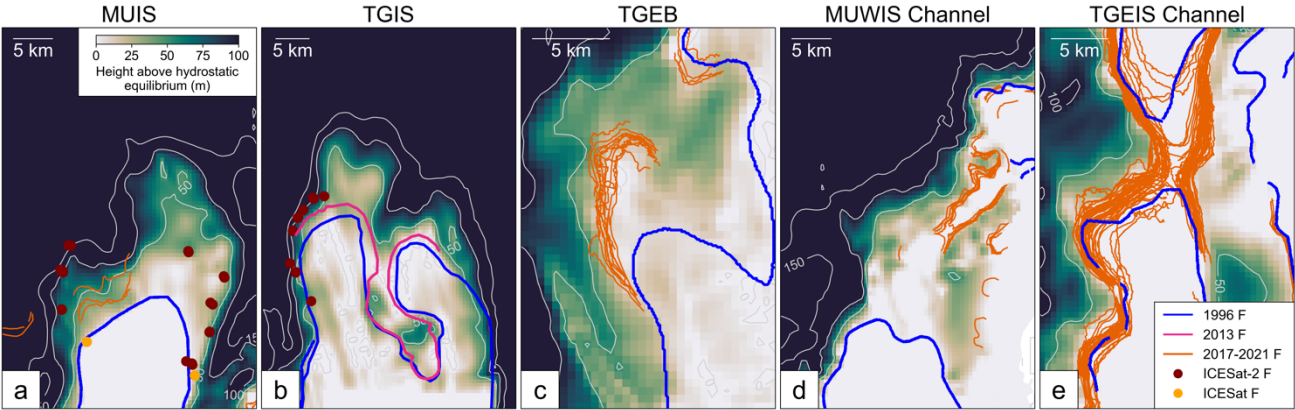 MUIS
TGIS
TGEB
MUWIS Channel
TGEIS Channel
5 km
5 km
5 km
5 km
5 km
0 25 50 75 100
Height above hydrostatic
equilibrium (m)
50
50
100
50
150
100
50
1996 F
2013 F
2017-2021 F
ICESat-2 F
ICESat F
a
b
c
d
e